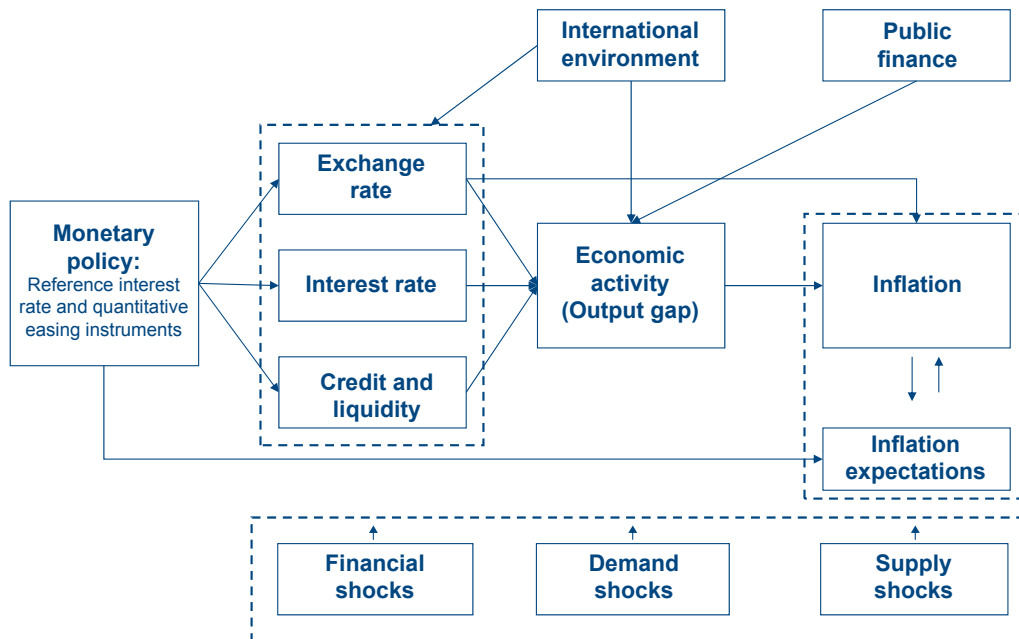 International
environment
Public
finance
Exchange
rate
Monetary
policy:
Reference interest
rate and quantitative
easing instruments
Interest rate
Economic
activity
(Output gap)
Inflation
Credit and
liquidity
Inflation
expectations
Financial
shocks
Demand
shocks
Supply
shocks